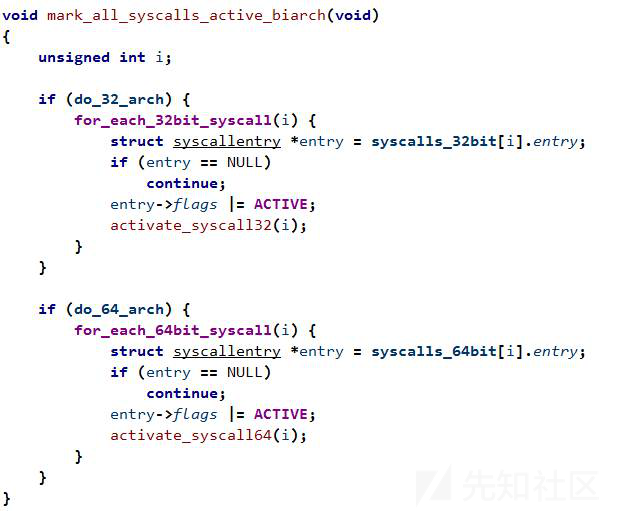 void mark_all_syscalls_active_biarch(void)
{
    unsigned int i;

    if (do_32_arch) {
        for_each_32bit_syscall(i) {
            struct syscallentry *entry = syscalls_32bit[i].entry;
            if (entry == NULL)
                continue;
            entry->flags |= ACTIVE;
            activate_syscall32(i);
        }
    }

    if (do_64_arch) {
        for_each_64bit_syscall(i) {
            struct syscallentry *entry = syscalls_64bit[i].entry;
            if (entry == NULL)
                continue;
            entry->flags |= ACTIVE;
            activate_syscall64(i);
        }
    }
}
先知社区